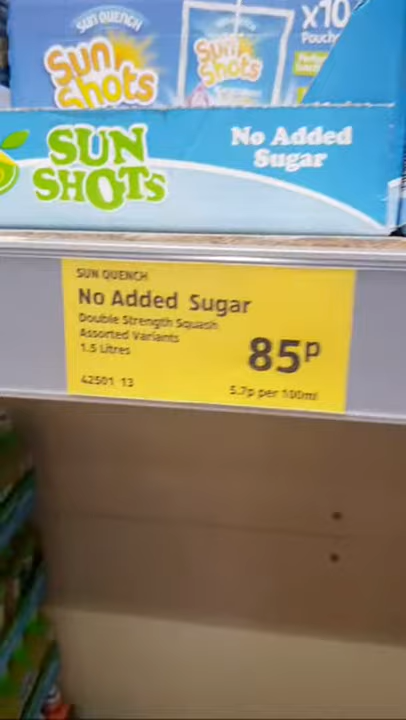 SUN QUENCH
SUN
SHOTS
SUN
SHOTS
x10
Pouch
SUN
SHOTS
No Added
Sugar
SUN QUENCH
No Added Sugar
Double Strength Squash
Assorted Variants
1.5 Litres
85p
42501 13
5.7p per 100ml